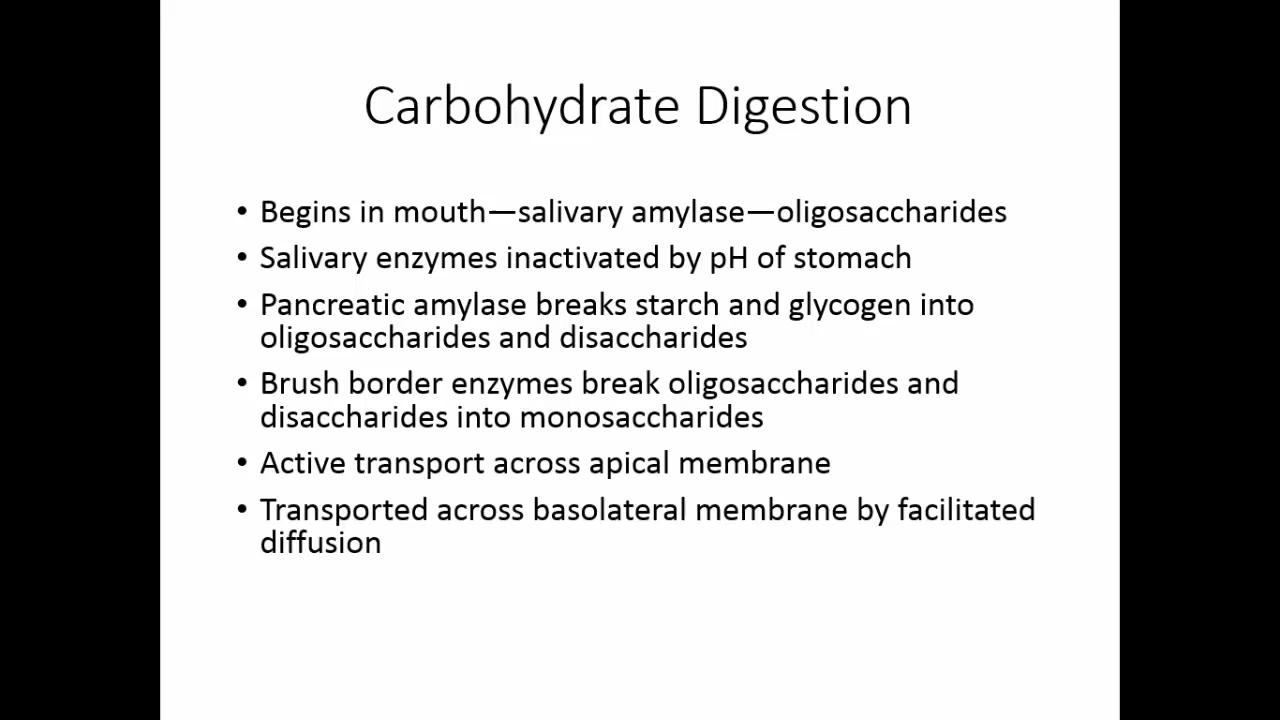 Carbohydrate Digestion
• Begins in mouth—salivary amylase—oligosaccharides
• Salivary enzymes inactivated by pH of stomach
• Pancreatic amylase breaks starch and glycogen into
oligosaccharides and disaccharides
• Brush border enzymes break oligosaccharides and
disaccharides into monosaccharides
• Active transport across apical membrane
• Transported across basolateral membrane by facilitated
diffusion